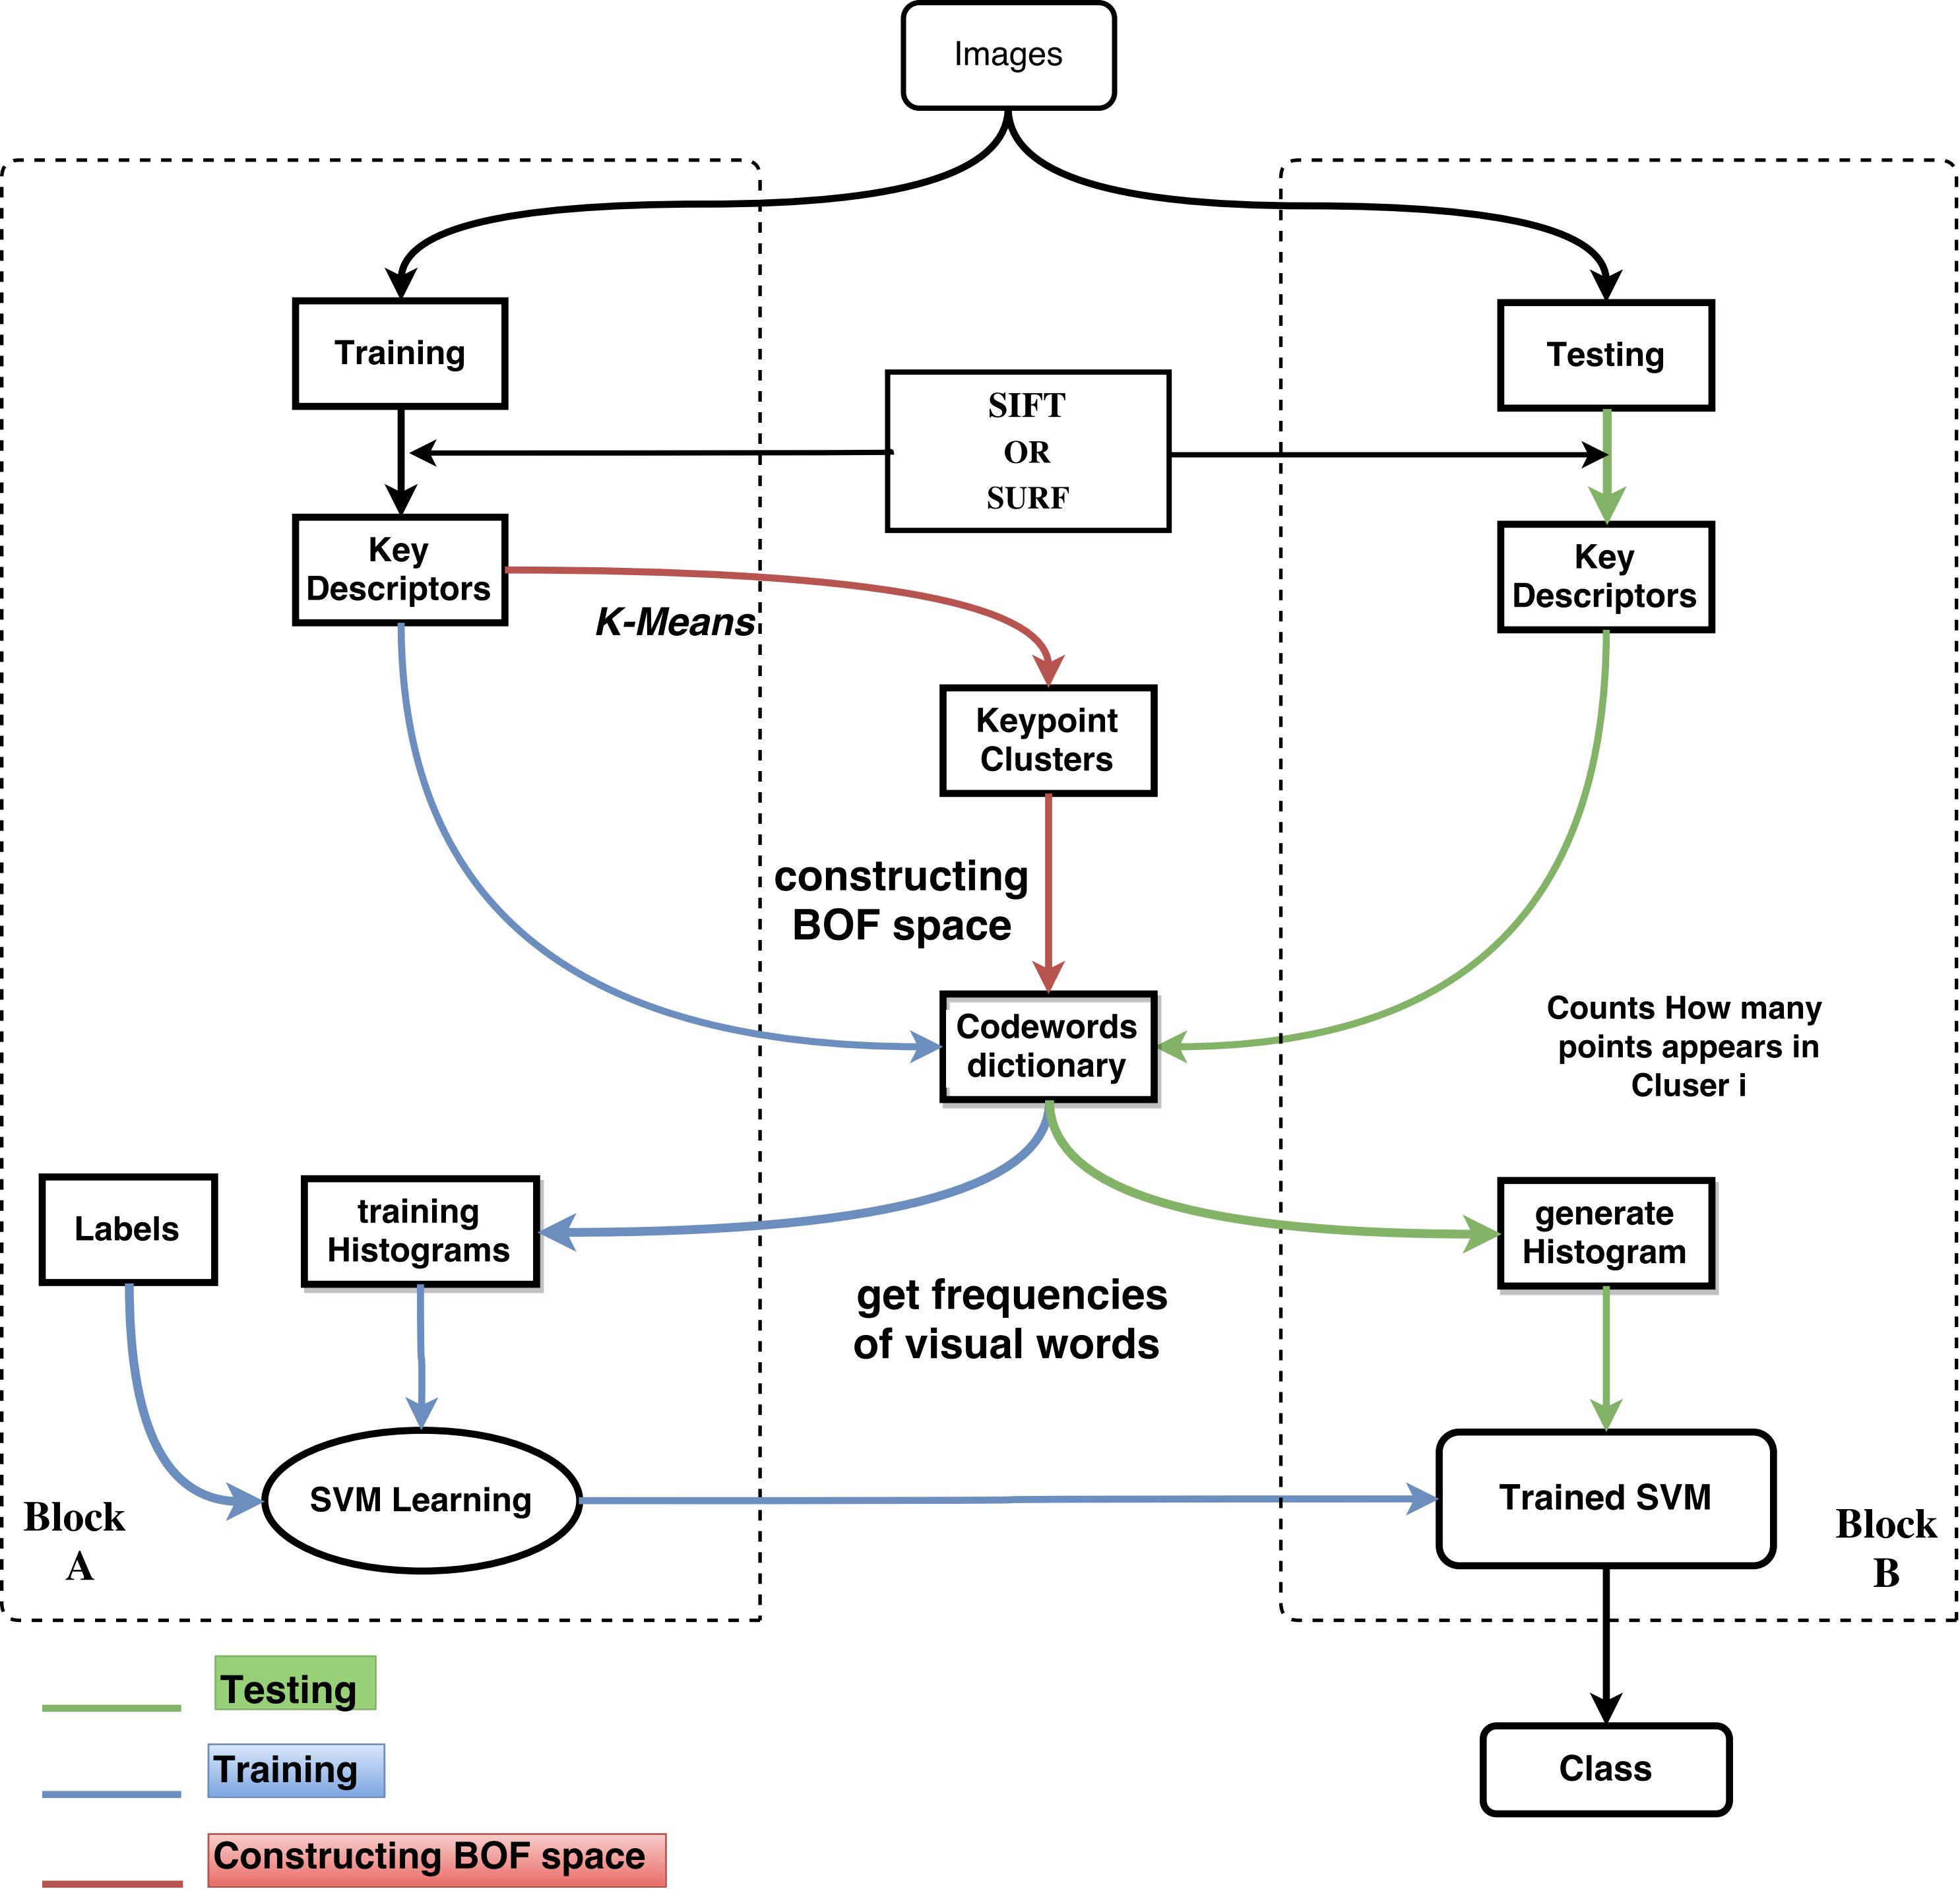 Images
Training
Testing
SIFT
OR
SURF
Key
Descriptors
Key
Descriptors
K-Means
Keypoint
Clusters
constructing
BOF space
Codewords
dictionary
Counts How many
points appears in
Cluser i
Labels
training
Histograms
generate
Histogram
get frequencies
of visual words
SVM Learning
Trained SVM
Block
A
Block
B
Testing
Training
Class
Constructing BOF space